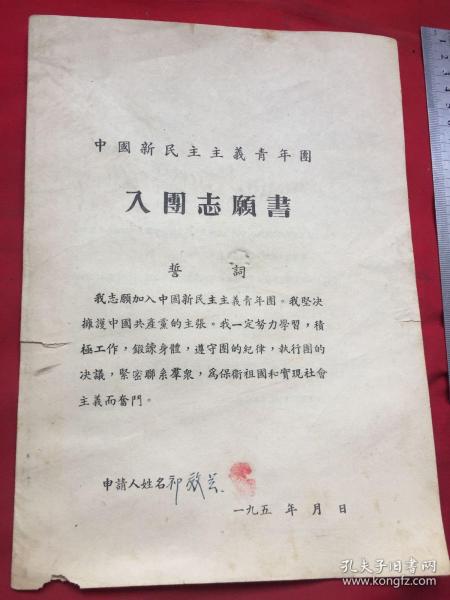 中國新民主主義青年團
入團志願書
誓 詞
我志願加入中國新民主主義青年團。我堅决
擁護中國共產黨的主張。我一定努力學習,積
極工作,鍛諫身體,遵守團的紀律,執行團的
决議,緊密聯系羣衆,爲保衛祖國和實現社會
主義而奮鬥。
申請人姓名 祁
一九五 年 月 日
孔夫子旧书网
www.kongfz.com